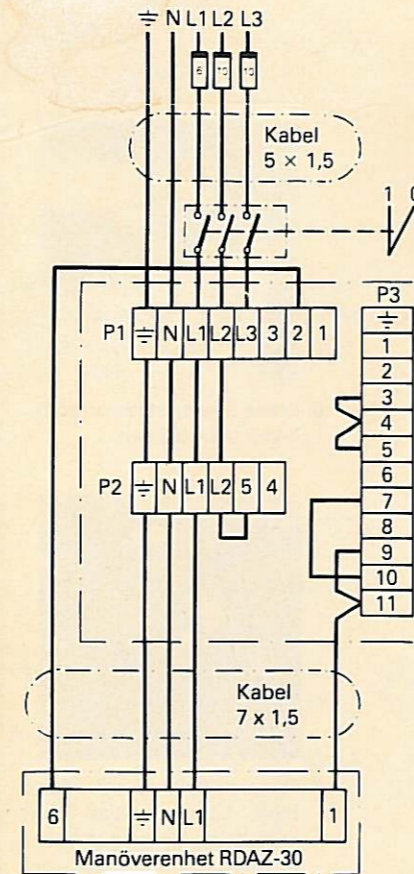 ⏚ N L1 L2 L3
6 10 10
Kabel
5 × 1,5
1 0
P3
⏚
1
2
3
4
5
6
7
8
9
10
11
P1 ⏚ N L1 L2 L3 3 2 1
P2 ⏚ N L1 L2 5 4
Kabel
7 x 1,5
6 ⏚ N L1 1
Manöverenhet RDAZ-30